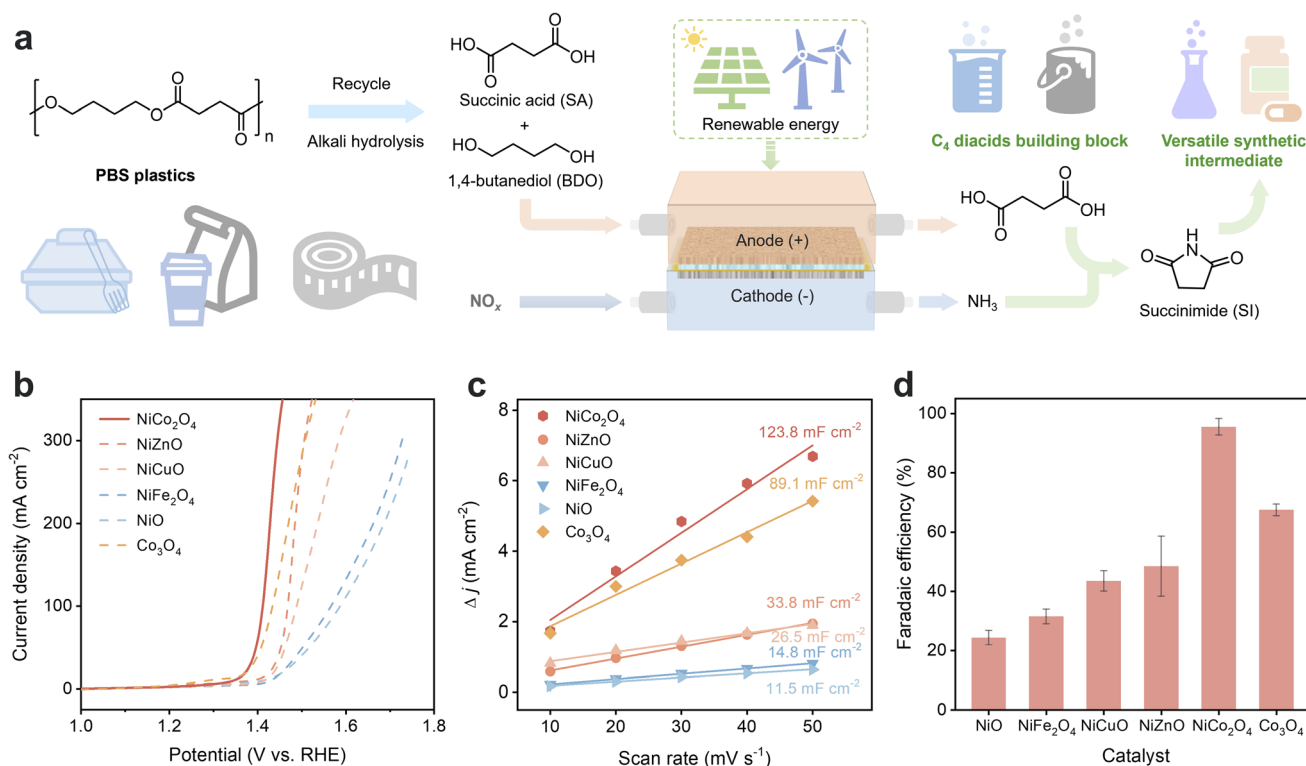 a
n
PBS plastics
Recycle
Alkali hydrolysis
Succinic acid (SA)
+
1,4-butanediol (BDO)
HO
O
OH
O
HO
OH
O
O
O
O
Renewable energy
Anode (+)
Cathode (-)
NOₓ
NH₃
C₄ diacids building block
Versatile synthetic
intermediate
HO
O
OH
O
H
N
O
O
Succinimide (SI)
b
Current density (mA cm⁻²)
300
200
100
0
1.0
1.2
1.4
1.6
1.8
Potential (V vs. RHE)
NiCo₂O₄
NiZnO
NiCuO
NiFe₂O₄
NiO
Co₃O₄
c
Δ j (mA cm⁻²)
8
6
4
2
0
10
20
30
40
50
Scan rate (mV s⁻¹)
NiCo₂O₄
NiZnO
NiCuO
NiFe₂O₄
NiO
Co₃O₄
123.8 mF cm⁻²
89.1 mF cm⁻²
33.8 mF cm⁻²
26.5 mF cm⁻²
14.8 mF cm⁻²
11.5 mF cm⁻²
d
Faradaic efficiency (%)
100
80
60
40
20
0
NiO
NiFe₂O₄
NiCuO
NiZnO
NiCo₂O₄
Co₃O₄
Catalyst